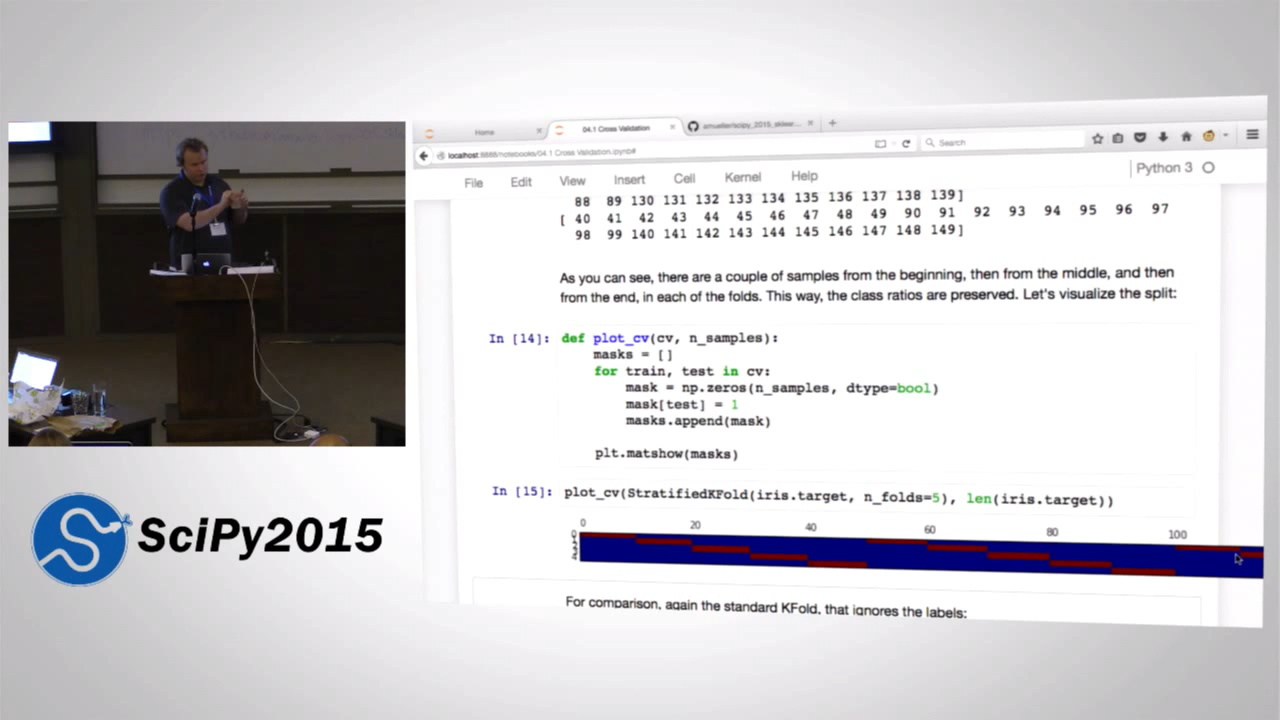 Home
04.1 Cross Validation
amueller/scipy_2015_sklear...
localhost:8888/notebooks/04.1 Cross Validation.ipynb#
Search
File Edit View Insert Cell Kernel Help
Python 3
88 89 130 131 132 133 134 135 136 137 138 139]
[ 40 41 42 43 44 45 46 47 48 49 90 91 92 93 94 95 96 97
98 99 140 141 142 143 144 145 146 147 148 149]
As you can see, there are a couple of samples from the beginning, then from the middle, and then
from the end, in each of the folds. This way, the class ratios are preserved. Let's visualize the split:
In [14]: def plot_cv(cv, n_samples):
masks = []
for train, test in cv:
mask = np.zeros(n_samples, dtype=bool)
mask[test] = 1
masks.append(mask)
plt.matshow(masks)
In [15]: plot_cv(StratifiedKFold(iris.target, n_folds=5), len(iris.target))
0 20 40 60 80 100
0
1
2
3
4
For comparison, again the standard KFold, that ignores the labels:
SciPy2015